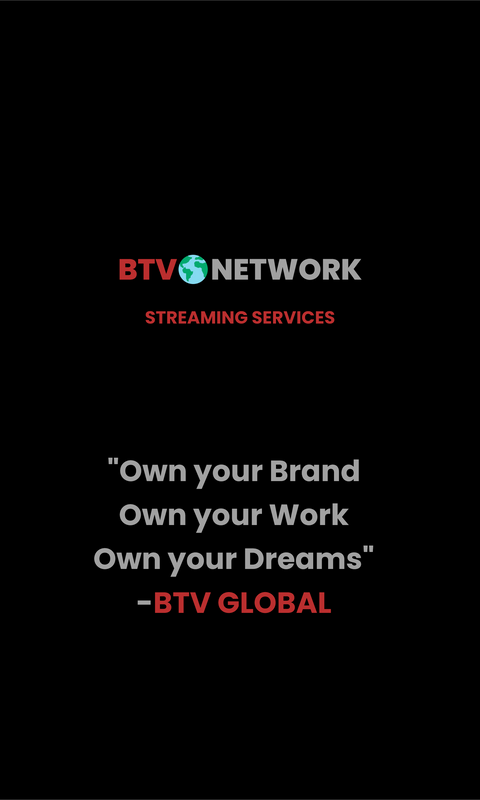 BTV NETWORK
STREAMING SERVICES
"Own your Brand
Own your Work
Own your Dreams"
-BTV GLOBAL